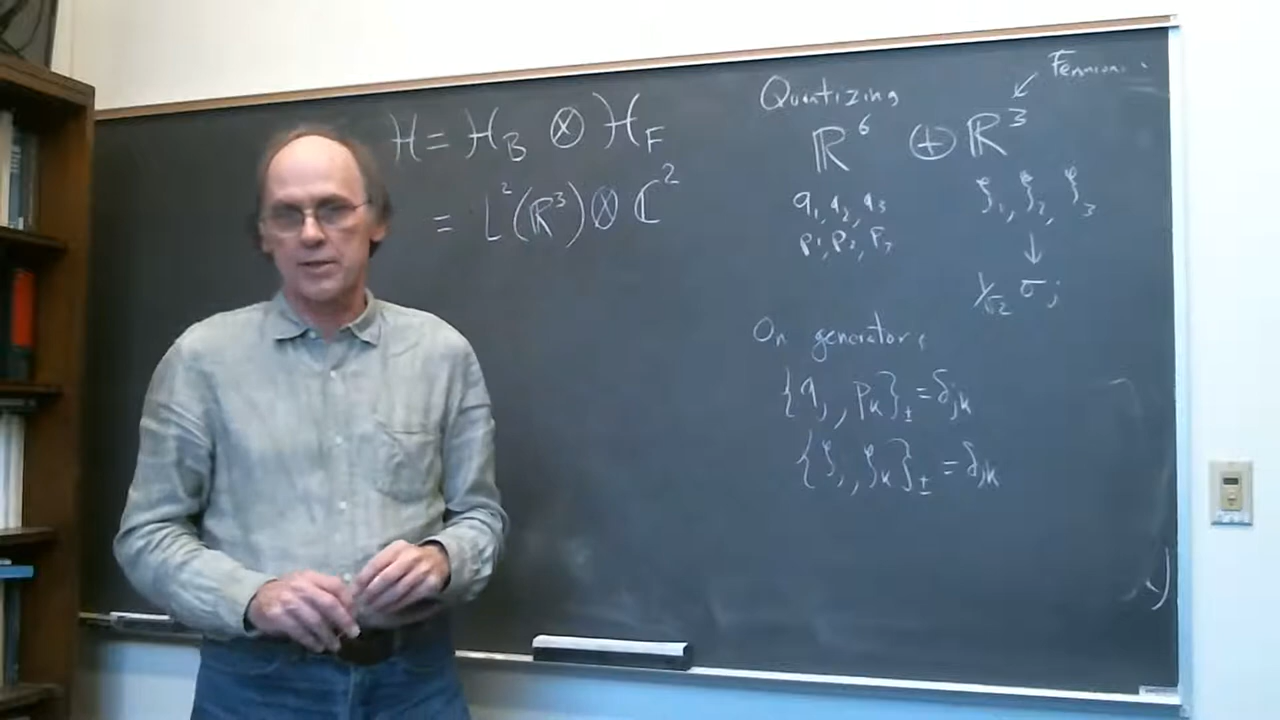 H = H_B ⊗ H_F
= L²(ℝ³) ⊗ ℂ²
Quantizing
Fermion
ℝ⁶ ⊕ ℝ³
q₁, q₂, q₃
p₁, p₂, p₃
ξ₁, ξ₂, ξ₃
↓
1/√2 σⱼ
On generators
{qⱼ, pₖ}± = δⱼₖ
{ξⱼ, ξₖ}± = δⱼₖ